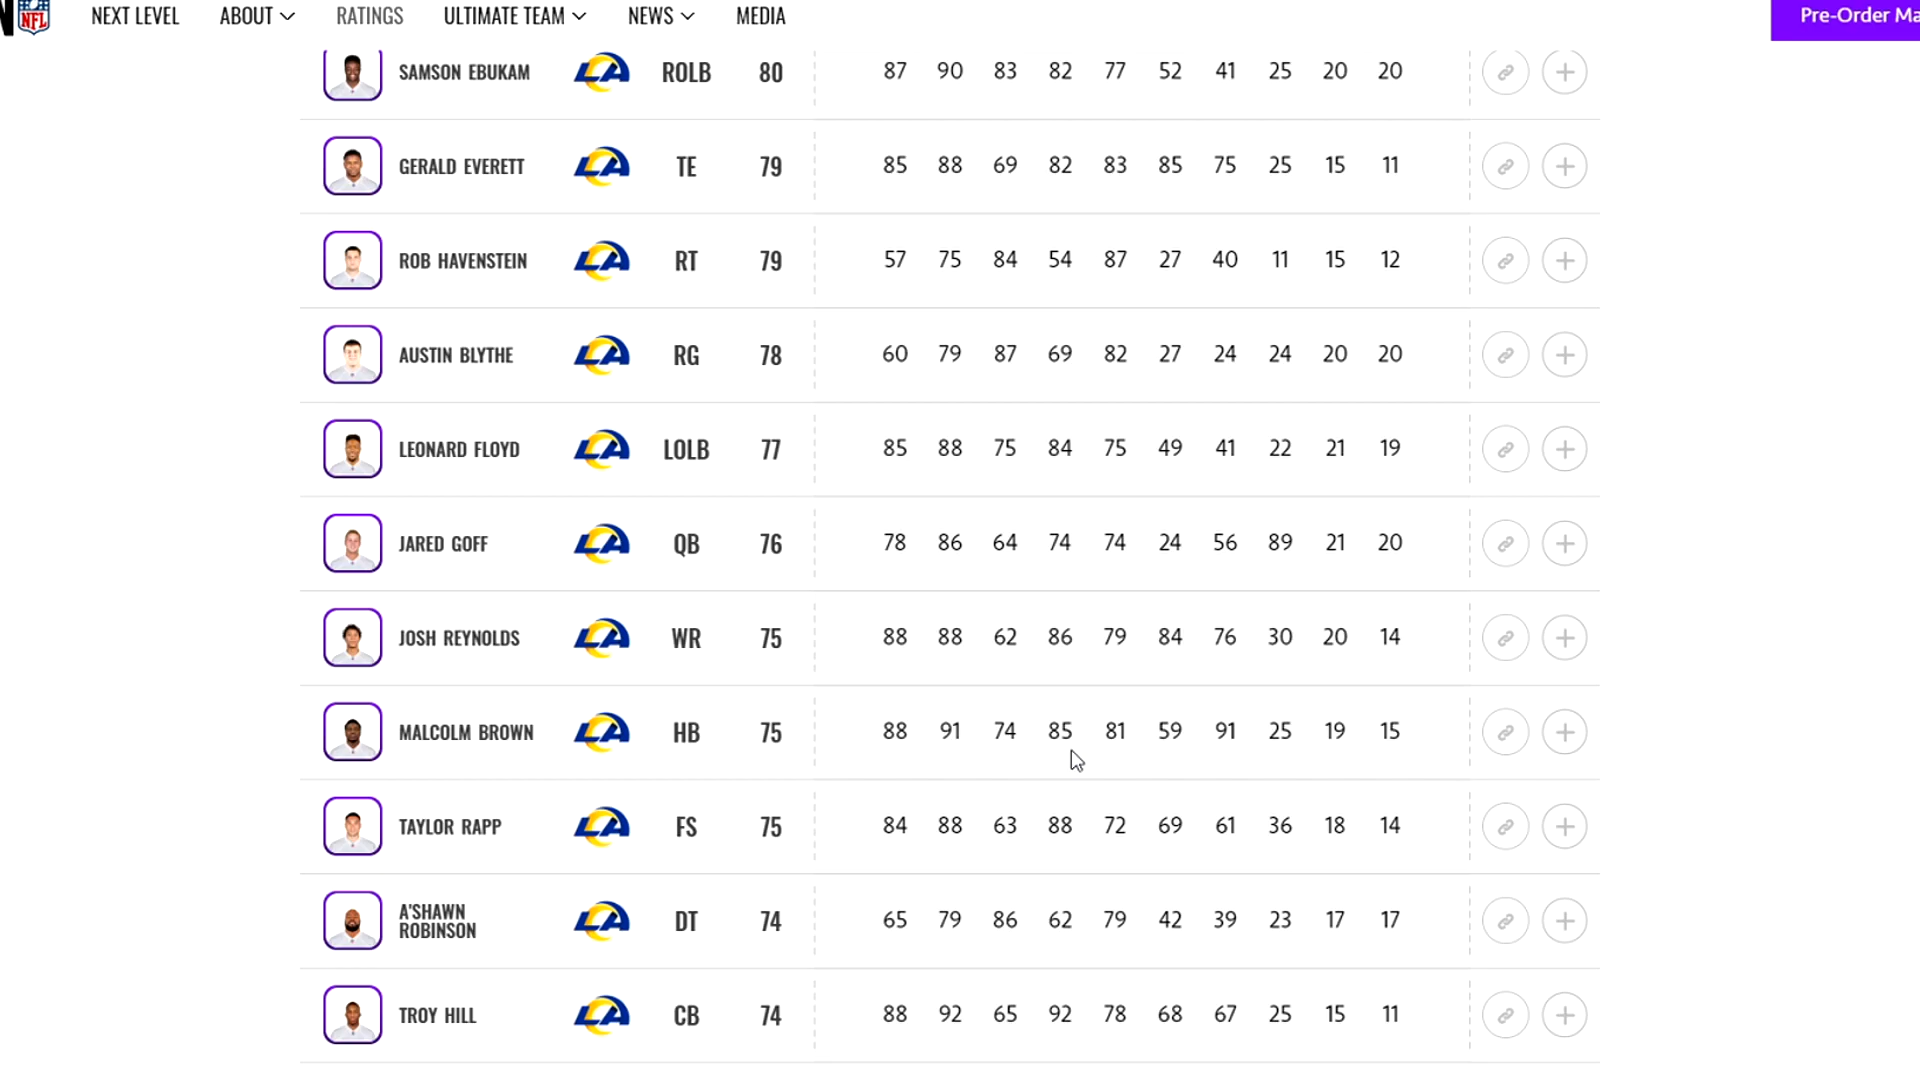 N NFL NEXT LEVEL ABOUT RATINGS ULTIMATE TEAM NEWS MEDIA Pre-Order Ma
SAMSON EBUKAM LA ROLB 80 87 90 83 82 77 52 41 25 20 20
GERALD EVERETT LA TE 79 85 88 69 82 83 85 75 25 15 11
ROB HAVENSTEIN LA RT 79 57 75 84 54 87 27 40 11 15 12
AUSTIN BLYTHE LA RG 78 60 79 87 69 82 27 24 24 20 20
LEONARD FLOYD LA LOLB 77 85 88 75 84 75 49 41 22 21 19
JARED GOFF LA QB 76 78 86 64 74 74 24 56 89 21 20
JOSH REYNOLDS LA WR 75 88 88 62 86 79 84 76 30 20 14
MALCOLM BROWN LA HB 75 88 91 74 85 81 59 91 25 19 15
TAYLOR RAPP LA FS 75 84 88 63 88 72 69 61 36 18 14
A'SHAWN
ROBINSON LA DT 74 65 79 86 62 79 42 39 23 17 17
TROY HILL LA CB 74 88 92 65 92 78 68 67 25 15 11